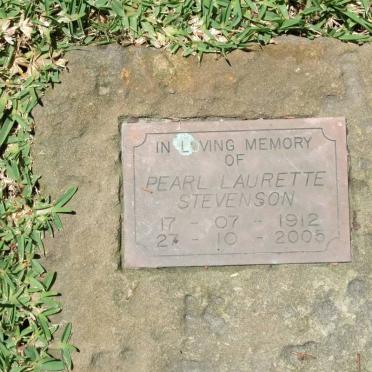 IN LOVING MEMORY
OF
PEARL LAURETTE
STEVENSON
17 - 07 - 1912
27 - 10 - 2005